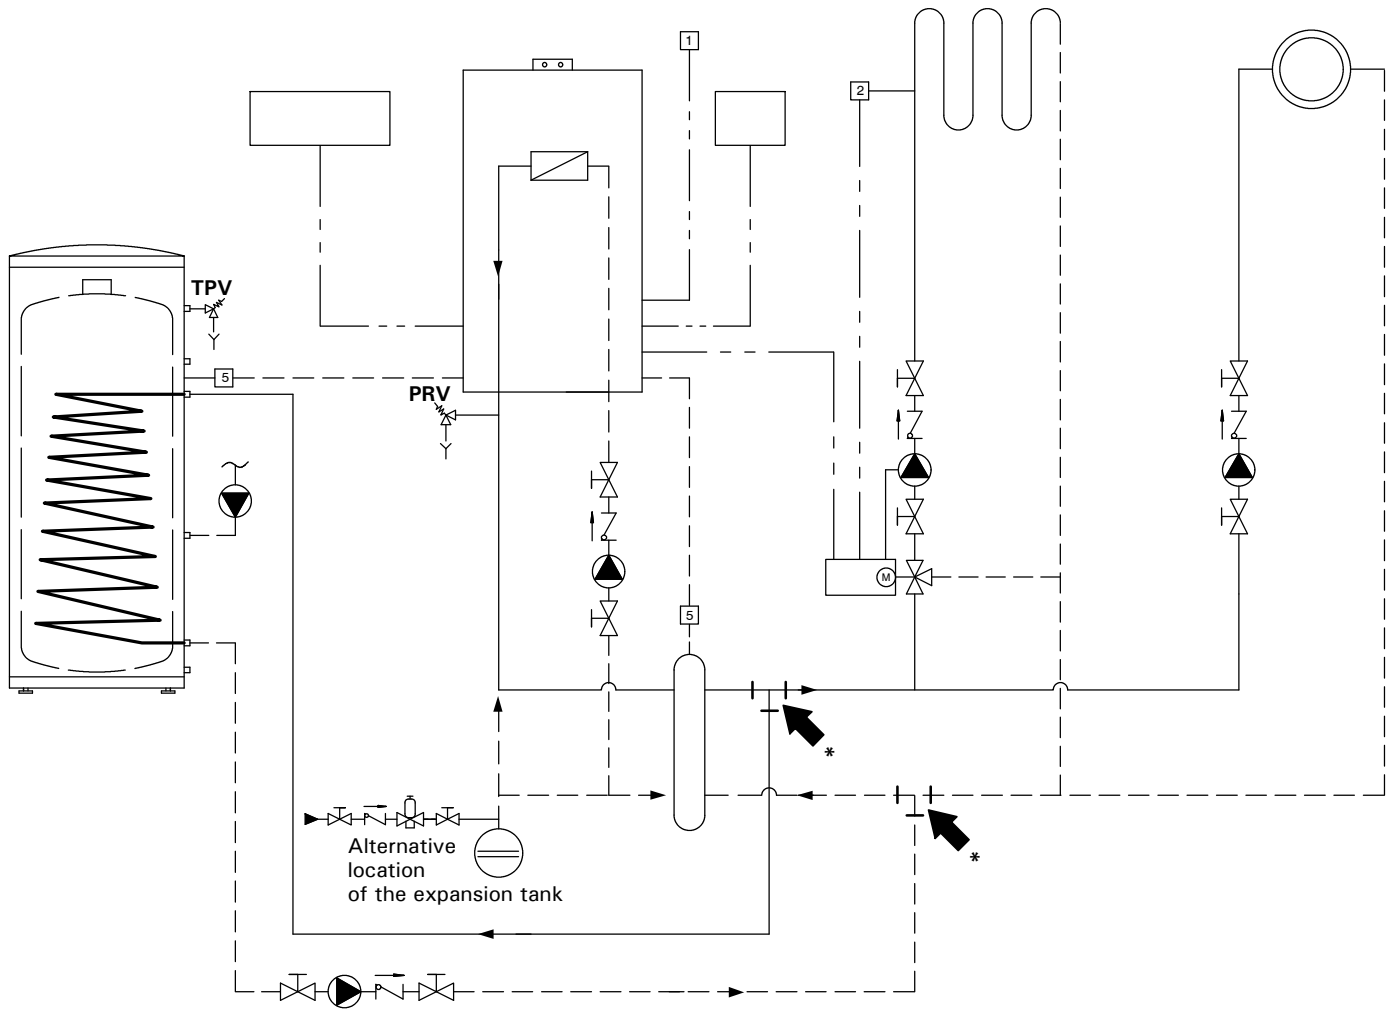 1
2
TPV
5
PRV
M
5
*
*
Alternative
location
of the expansion tank